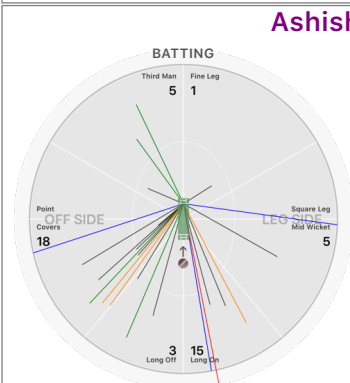 Ashish
BATTING
Third Man Fine Leg
5 1
Point
Square Leg
OFF SIDE LEG SIDE
Covers
Mid Wicket
18
5
3 15
Long Off Long On